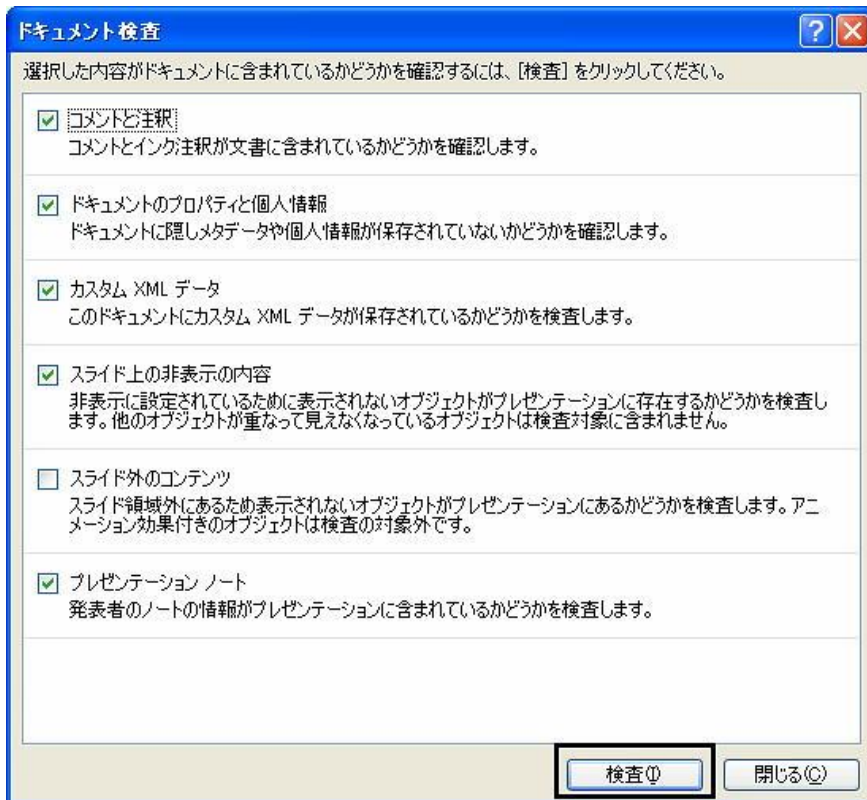 ドキュメント検査
選択した内容がドキュメントに含まれているかどうかを確認するには、[検査] をクリックしてください。
コメントと注釈
コメントとインク注釈が文書に含まれているかどうかを確認します。
ドキュメントのプロパティと個人情報
ドキュメントに隠しメタデータや個人情報が保存されていないかどうかを確認します。
カスタム XML データ
このドキュメントにカスタム XML データが保存されているかどうかを検査します。
スライド上の非表示の内容
非表示に設定されているために表示されないオブジェクトがプレゼンテーションに存在するかどうかを検査し
ます。他のオブジェクトが重なって見えなくなっているオブジェクトは検査対象に含まれません。
スライド外のコンテンツ
スライド領域外にあるため表示されないオブジェクトがプレゼンテーションにあるかどうかを検査します。アニ
メーション効果付きのオブジェクトは検査の対象外です。
プレゼンテーション ノート
発表者のノートの情報がプレゼンテーションに含まれているかどうかを検査します。
検査(I) 閉じる(C)